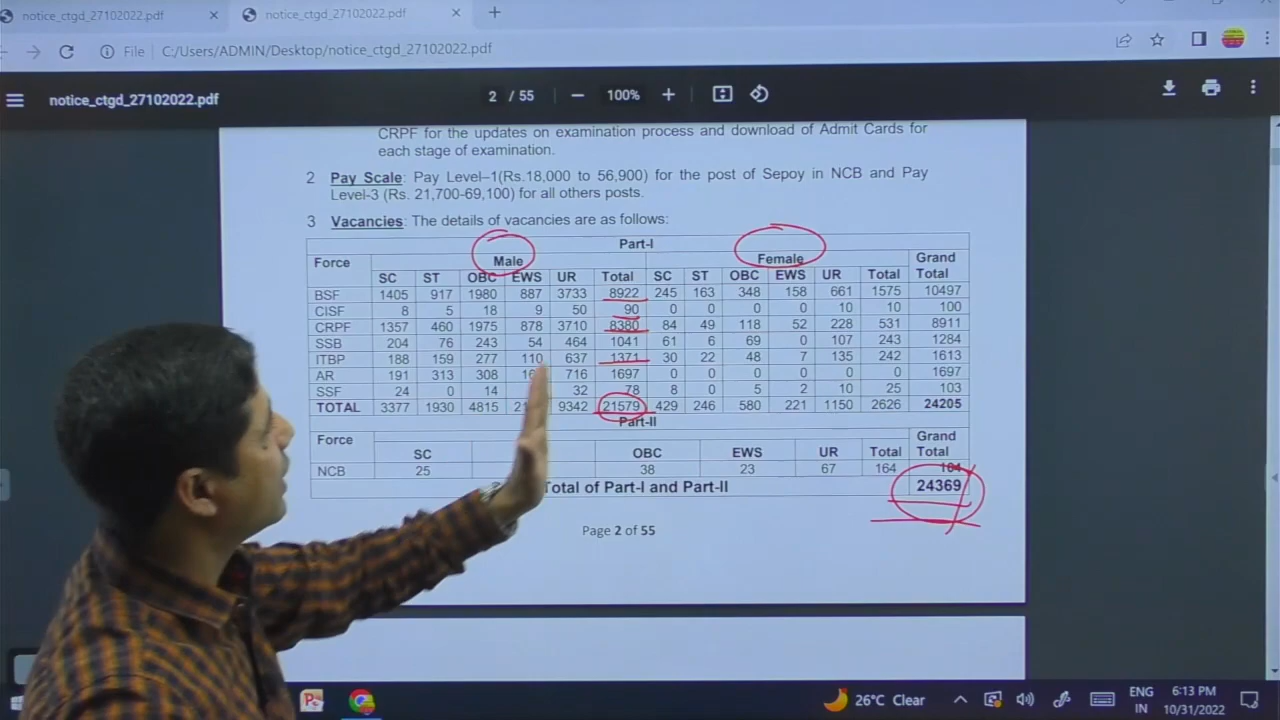 notice_ctgd_27102022.pdf
notice_ctgd_27102022.pdf
File C:/Users/ADMIN/Desktop/notice_ctgd_27102022.pdf
notice_ctgd_27102022.pdf 2 / 55 100%
CRPF for the updates on examination process and download of Admit Cards for
each stage of examination.
2 Pay Scale: Pay Level–1(Rs.18,000 to 56,900) for the post of Sepoy in NCB and Pay
Level-3 (Rs. 21,700-69,100) for all others posts.
3 Vacancies: The details of vacancies are as follows:
Part-I
Force Male Female Grand Total
SC ST OBC EWS UR Total SC ST OBC EWS UR Total
BSF 1405 917 1980 887 3733 8922 245 163 348 158 661 1575 10497
CISF 8 5 18 9 50 90 0 0 0 0 10 10 100
CRPF 1357 460 1975 878 3710 8380 84 49 118 52 228 531 8911
SSB 204 76 243 54 464 1041 61 6 69 0 107 243 1284
ITBP 188 159 277 110 637 1371 30 22 48 7 135 242 1613
AR 191 313 308 716 1697 0 0 0 0 0 0 1697
SSF 24 0 14 32 78 8 0 5 2 10 25 103
TOTAL 3377 1930 4815 9342 21579 429 246 580 221 1150 2626 24205
Part-II
Force SC OBC EWS UR Total Grand Total
NCB 25 38 23 67 164 164
Total of Part-I and Part-II 24369
Page 2 of 55
26°C Clear
ENG
IN
6:13 PM
10/31/2022